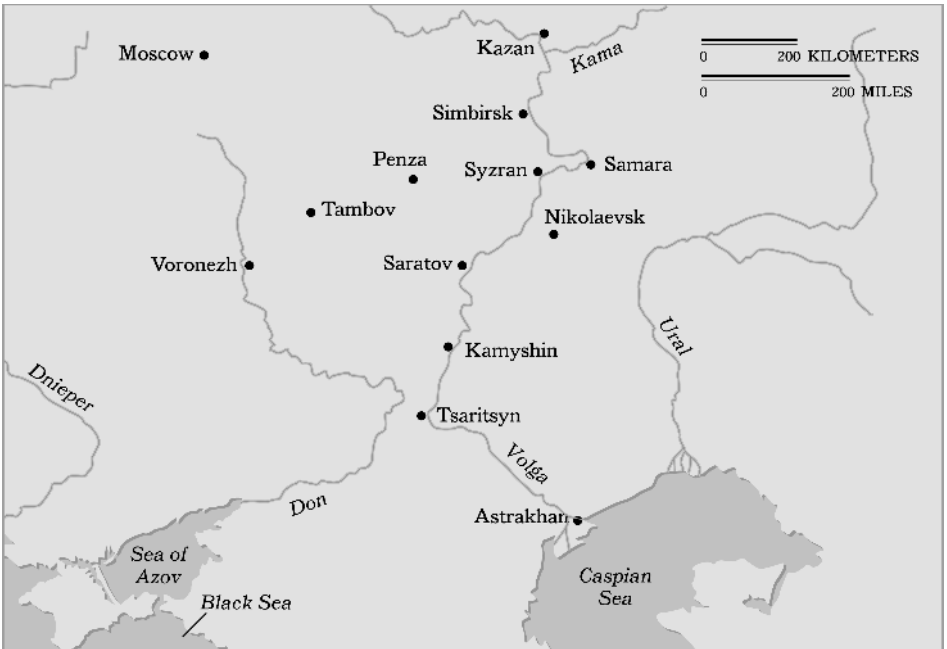 Moscow
Kazan
Kama
0 200 KILOMETERS
0 200 MILES
Simbirsk
Penza
Syzran
Samara
Tambov
Nikolaevsk
Voronezh
Saratov
Ural
Kamyshin
Dnieper
Tsaritsyn
Volga
Don
Astrakhan
Sea of
Azov
Caspian
Sea
Black Sea